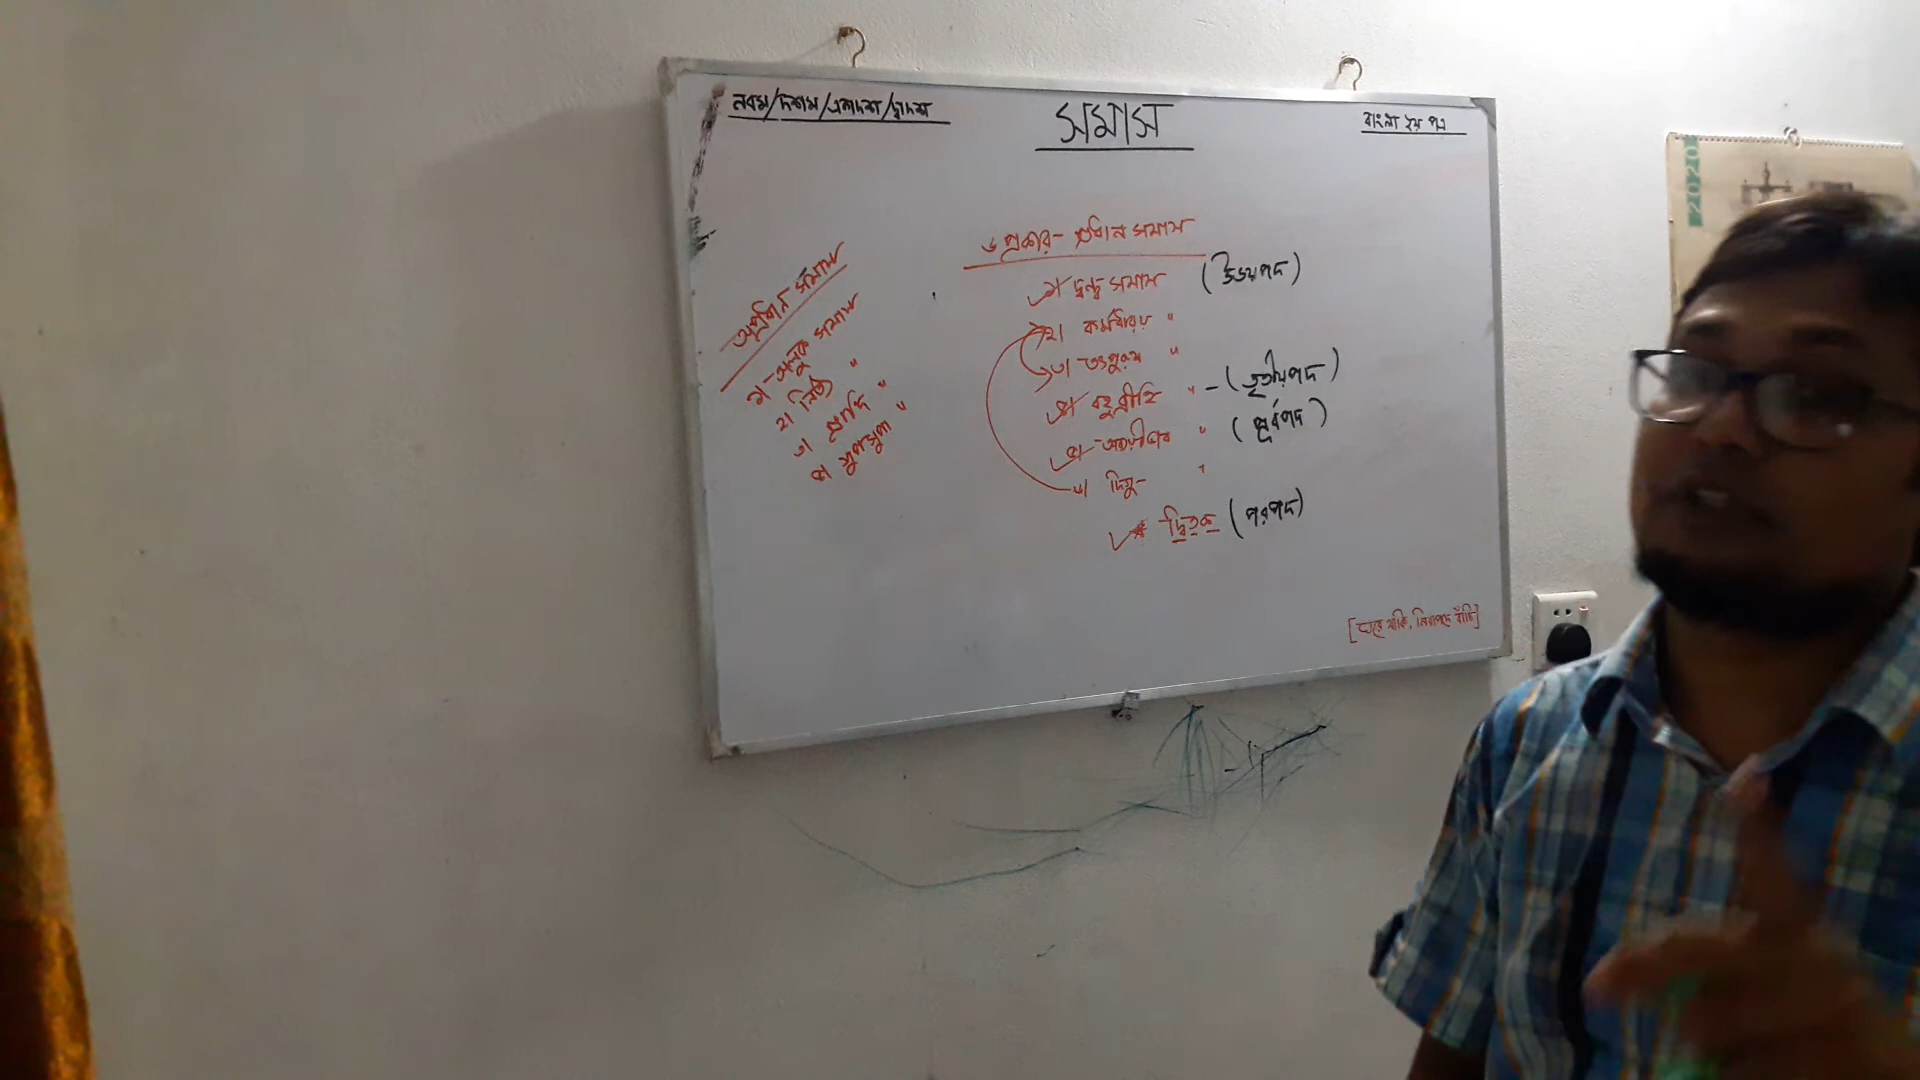 নবম/দশম/একাদশ/দ্বাদশ
সমাস
বাংলা ২য় পত্র
৬ প্রকার- প্রধান সমাস
১। দ্বন্দ্ব সমাস (উভয়পদ)
২। কর্মধারয় "
৩। তৎপুরুষ "
৪। বহুব্রীহি " - (তৃতীয়পদ)
৫। অব্যয়ীভাব " (পূর্বপদ)
৬। দিগু- "
* দ্বিতক (পরপদ)
অপ্রধান সমাস
১। অলুক সমাস
২। নিত্য "
৩। প্রাদি "
৪। সুপসুপা "
[ঘরে থাকি, নিরাপদে বাঁচি]
2020